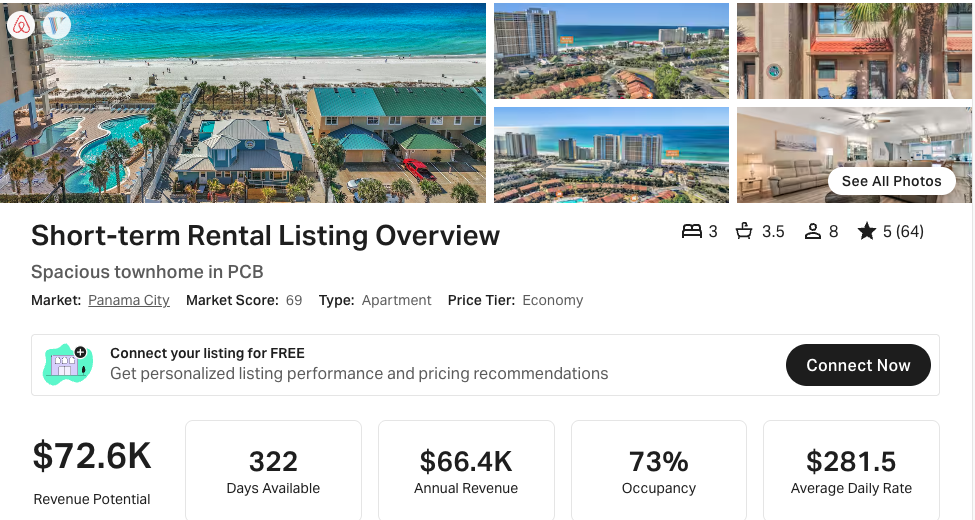 See All Photos
Short-term Rental Listing Overview
3 3.5 8 5 (64)
Spacious townhome in PCB
Market: Panama City Market Score: 69 Type: Apartment Price Tier: Economy
Connect your listing for FREE
Get personalized listing performance and pricing recommendations
Connect Now
$72.6K
Revenue Potential
322
Days Available
$66.4K
Annual Revenue
73%
Occupancy
$281.5
Average Daily Rate